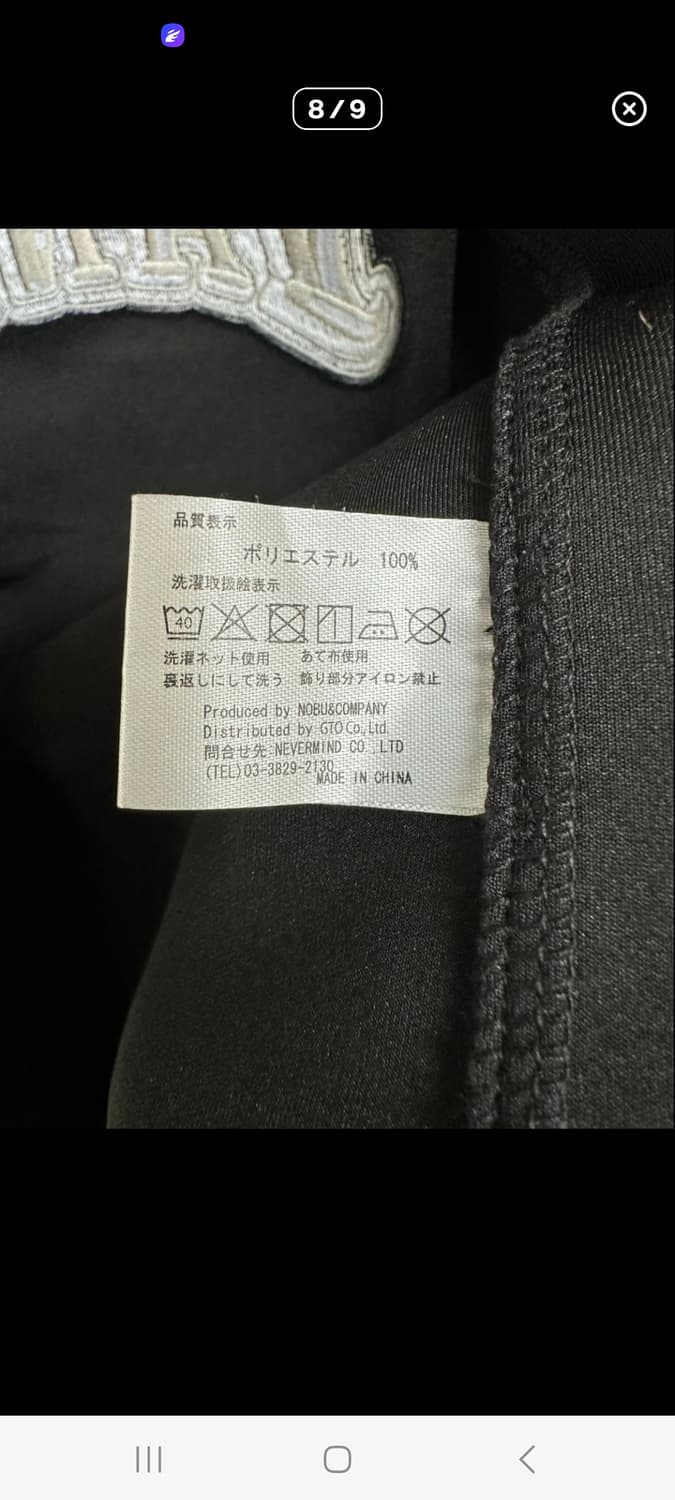 8/9
品質表示
ポリエステル 100%
洗濯取扱絵表示
40
洗濯ネット使用 あて布使用
裏返しにして洗う 飾り部分アイロン禁止
Produced by NOBU&COMPANY
Distributed by GTO Co,.Ltd
問合せ先:NEVERMIND CO.,LTD
(TEL)03-3829-2130
MADE IN CHINA